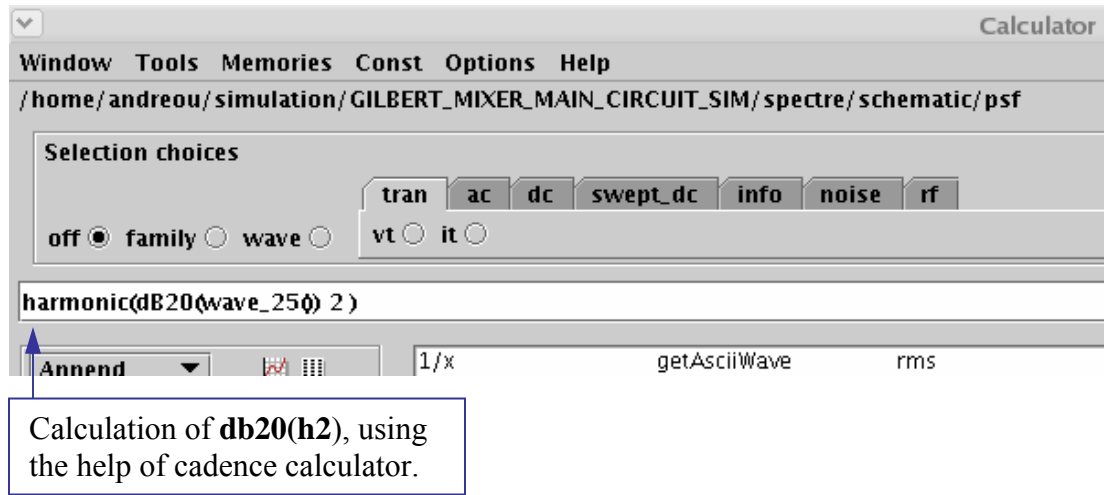 Calculator
Window Tools Memories Const Options Help
/home/andreou/simulation/GILBERT_MIXER_MAIN_CIRCUIT_SIM/spectre/schematic/psf
Selection choices
tran ac dc swept_dc info noise rf
off family wave vt it
harmonic(dB20(wave_25()) 2 )
Append 1/x getAsciiWave rms
Calculation of db20(h2), using
the help of cadence calculator.